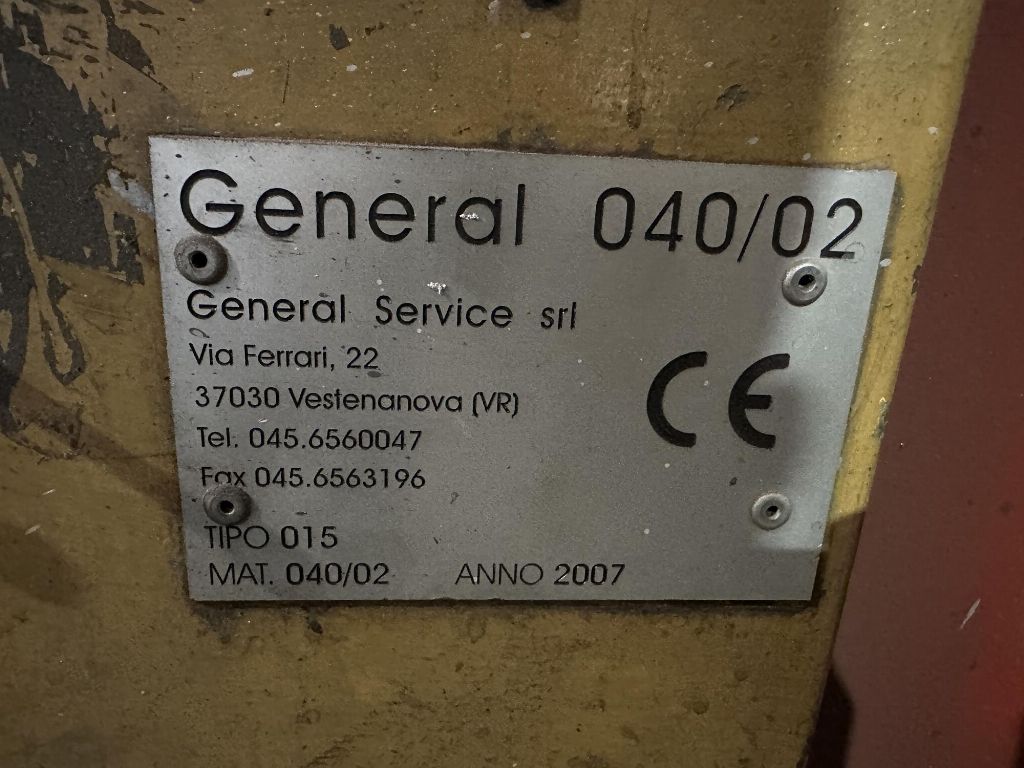 General 040/02
General Service srl
Via Ferrari, 22
37030 Vestenanova (VR)
Tel. 045.6560047
Fax 045.6563196
CE
TIPO 015
MAT. 040/02 ANNO 2007